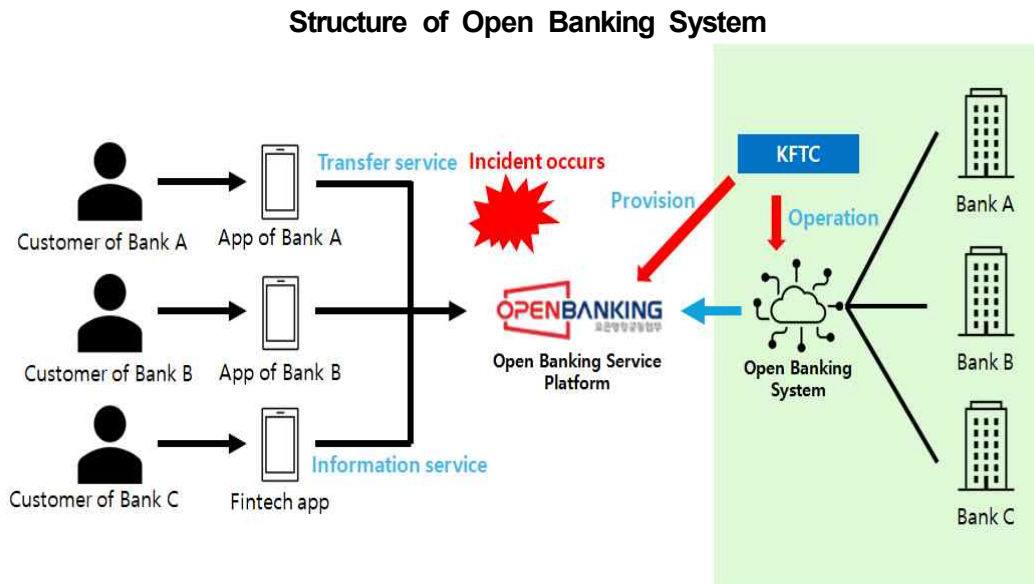 Structure of Open Banking System
Transfer service
Incident occurs
KFTC
Provision
Operation
Customer of Bank A
App of Bank A
Bank A
OPENBANKING
Customer of Bank B
App of Bank B
Open Banking Service
Platform
Open Banking
System
Bank B
Information service
Customer of Bank C
Fintech app
Bank C